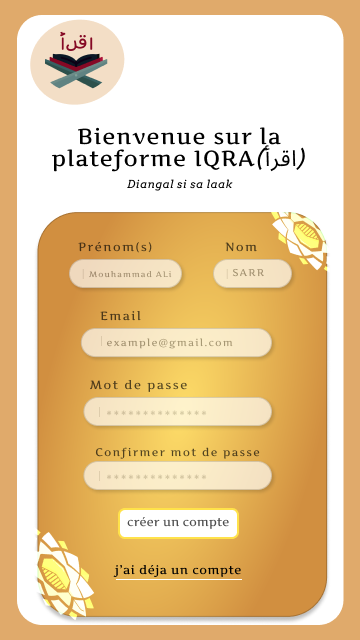 اقرأ
Bienvenue sur la
plateforme IQRA(اقرأ)
Diangal si sa laak
Prénom(s) Nom
Mouhammad ALi SARR
Email
example@gmail.com
Mot de passe
**************
Confirmer mot de passe
**************
créer un compte
j'ai déja un compte